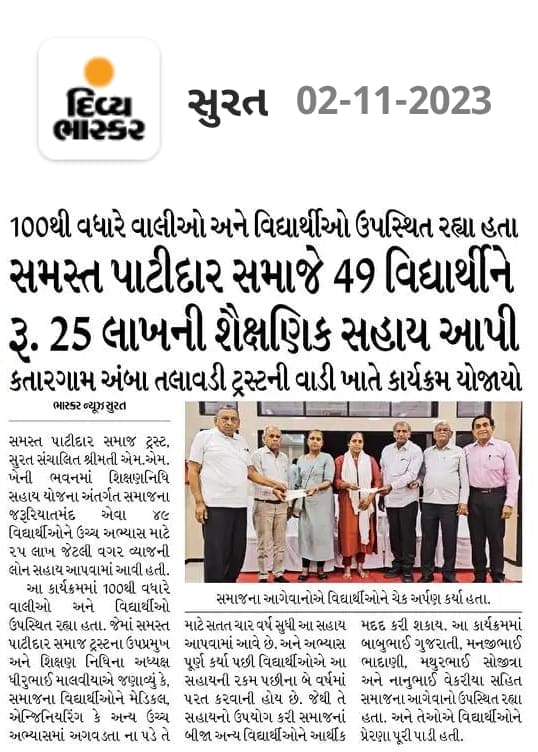 દિવ્ય
ભાસ્કર
સુરત 02-11-2023
100થી વધારે વાલીઓ અને વિદ્યાર્થીઓ ઉપસ્થિત રહ્યા હતા
સમસ્ત પાટીદાર સમાજે 49 વિદ્યાર્થીને
રૂ. 25 લાખની શૈક્ષણિક સહાય આપી
કતારગામ અંબા તલાવડી ટ્રસ્ટની વાડી ખાતે કાર્યક્રમ યોજાયો
ભાસ્કર ન્યૂઝ સુરત
સમસ્ત પાટીદાર સમાજ ટ્રસ્ટ,
સુરત સંચાલિત શ્રીમતી એમ.એમ.
ખેની ભવનમાં શિક્ષણનિધિ
સહાય યોજના અંતર્ગત સમાજના
જરૂરિયાતમંદ એવા ૪૯
વિદ્યાર્થીઓને ઉચ્ચ અભ્યાસ માટે
૨૫ લાખ જેટલી વગર વ્યાજની
લોન સહાય આપવામાં આવી હતી.
આ કાર્યક્રમમાં 100થી વધારે
વાલીઓ અને વિદ્યાર્થીઓ
ઉપસ્થિત રહ્યા હતા. જેમાં સમસ્ત
પાટીદાર સમાજ ટ્રસ્ટના ઉપપ્રમુખ
અને શિક્ષણ નિધિના અધ્યક્ષ
ધીરુભાઈ માલવીયાએ જણાવ્યું કે,
સમાજના વિદ્યાર્થીઓને મેડિકલ,
એન્જિનિયરિંગ કે અન્ય ઉચ્ચ
અભ્યાસમાં અગવડતા ના પડે તે
સમાજના આગેવાનોએ વિદ્યાર્થીઓને ચેક અર્પણ કર્યા હતા.
માટે સતત ચાર વર્ષ સુધી આ સહાય
આપવામાં આવે છે. અને અભ્યાસ
પૂર્ણ કર્યા પછી વિદ્યાર્થીઓએ આ
સહાયની રકમ પછીના બે વર્ષમાં
પરત કરવાની હોય છે. જેથી તે
સહાયનો ઉપયોગ કરી સમાજનાં
બીજા અન્ય વિદ્યાર્થીઓને આર્થીક
મદદ કરી શકાય. આ કાર્યક્રમમાં
બાબુભાઈ ગુજરાતી, મનજીભાઈ
ભાદાણી, મથુરભાઈ સોજીત્રા
અને નાનુભાઈ વેકરીયા સહિત
સમાજના આગેવાનો ઉપસ્થિત રહ્યા
હતા. અને તેઓએ વિદ્યાર્થીઓને
પ્રેરણા પૂરી પાડી હતી.